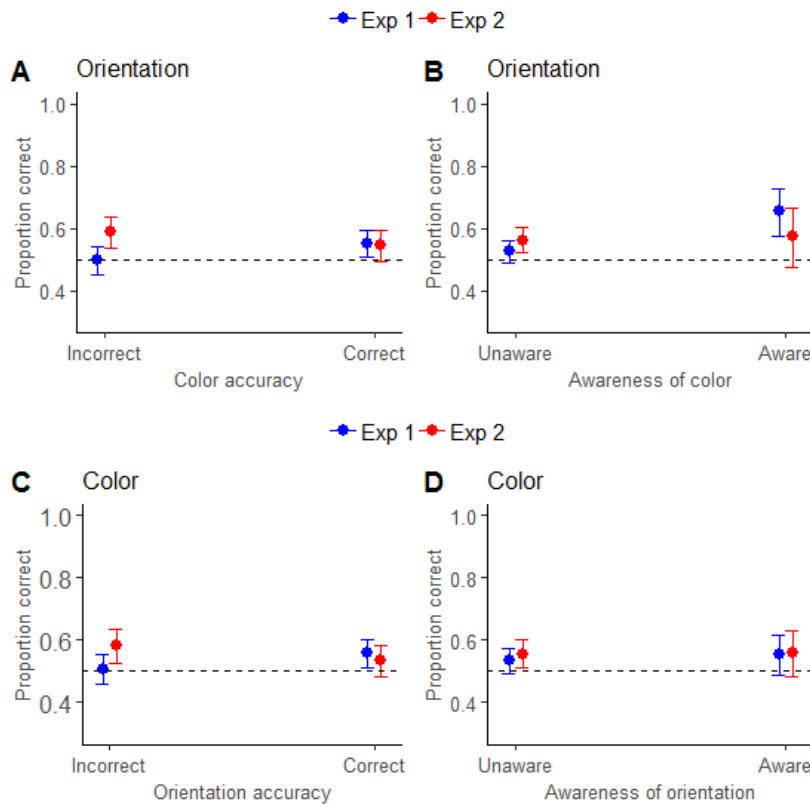 Exp 1 Exp 2
A Orientation
1.0
0.8
0.6
0.4
Proportion correct
Incorrect Correct
Color accuracy
B Orientation
1.0
0.8
0.6
0.4
Proportion correct
Unaware Aware
Awareness of color
Exp 1 Exp 2
C Color
1.0
0.8
0.6
0.4
Proportion correct
Incorrect Correct
Orientation accuracy
D Color
1.0
0.8
0.6
0.4
Proportion correct
Unaware Aware
Awareness of orientation